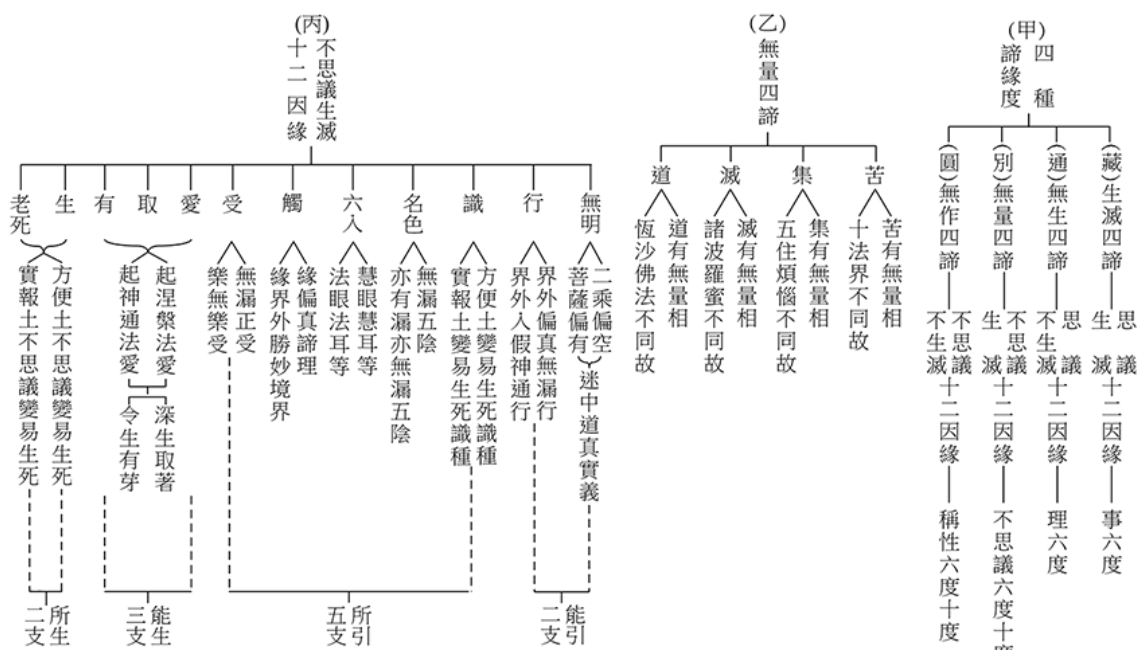 (甲)
四種
諦緣度
(藏)生滅四諦
思議生滅十二因緣
事六度
(通)無生四諦
思議不生滅十二因緣
理六度
(別)無量四諦
不思議生滅十二因緣
不思議六度十度
(圓)無作四諦
不思議不生滅十二因緣
稱性六度十度
(乙)
無量四諦
苦
苦有無量相
十法界不同故
集
集有無量相
五住煩惱不同故
滅
滅有無量相
諸波羅蜜不同故
道
道有無量相
恆沙佛法不同故
(丙)
不思議生滅
十二因緣
無明
二乘偏空
菩薩偏有
迷中道真實義
行
界外偏真無漏行
界外入假神通行
能引
二支
識
方便土變易生死識種
實報土變易生死識種
名色
無漏五陰
亦有漏亦無漏五陰
六入
慧眼慧耳等
法眼法耳等
觸
緣偏真諦理
緣界外勝妙境界
受
無漏正受
樂無樂受
所引
五支
愛
取
有
起涅槃法愛
起神通法愛
深生取著
令生有芽
能生
三支
生
老死
方便土不思議變易生死
實報土不思議變易生死
所生
二支